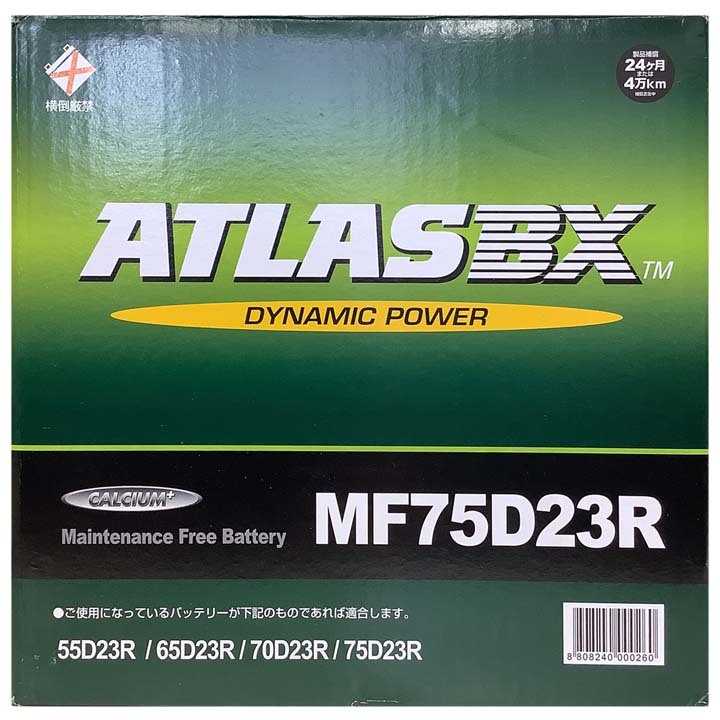 横倒厳禁
製品補償
24ヶ月
または
4万km
ATLASBX TM
DYNAMIC POWER
CALCIUM+
Maintenance Free Battery
MF75D23R
●ご使用になっているバッテリーが下記のものであれば適合します。
55D23R / 65D23R / 70D23R / 75D23R
8 808240 000260